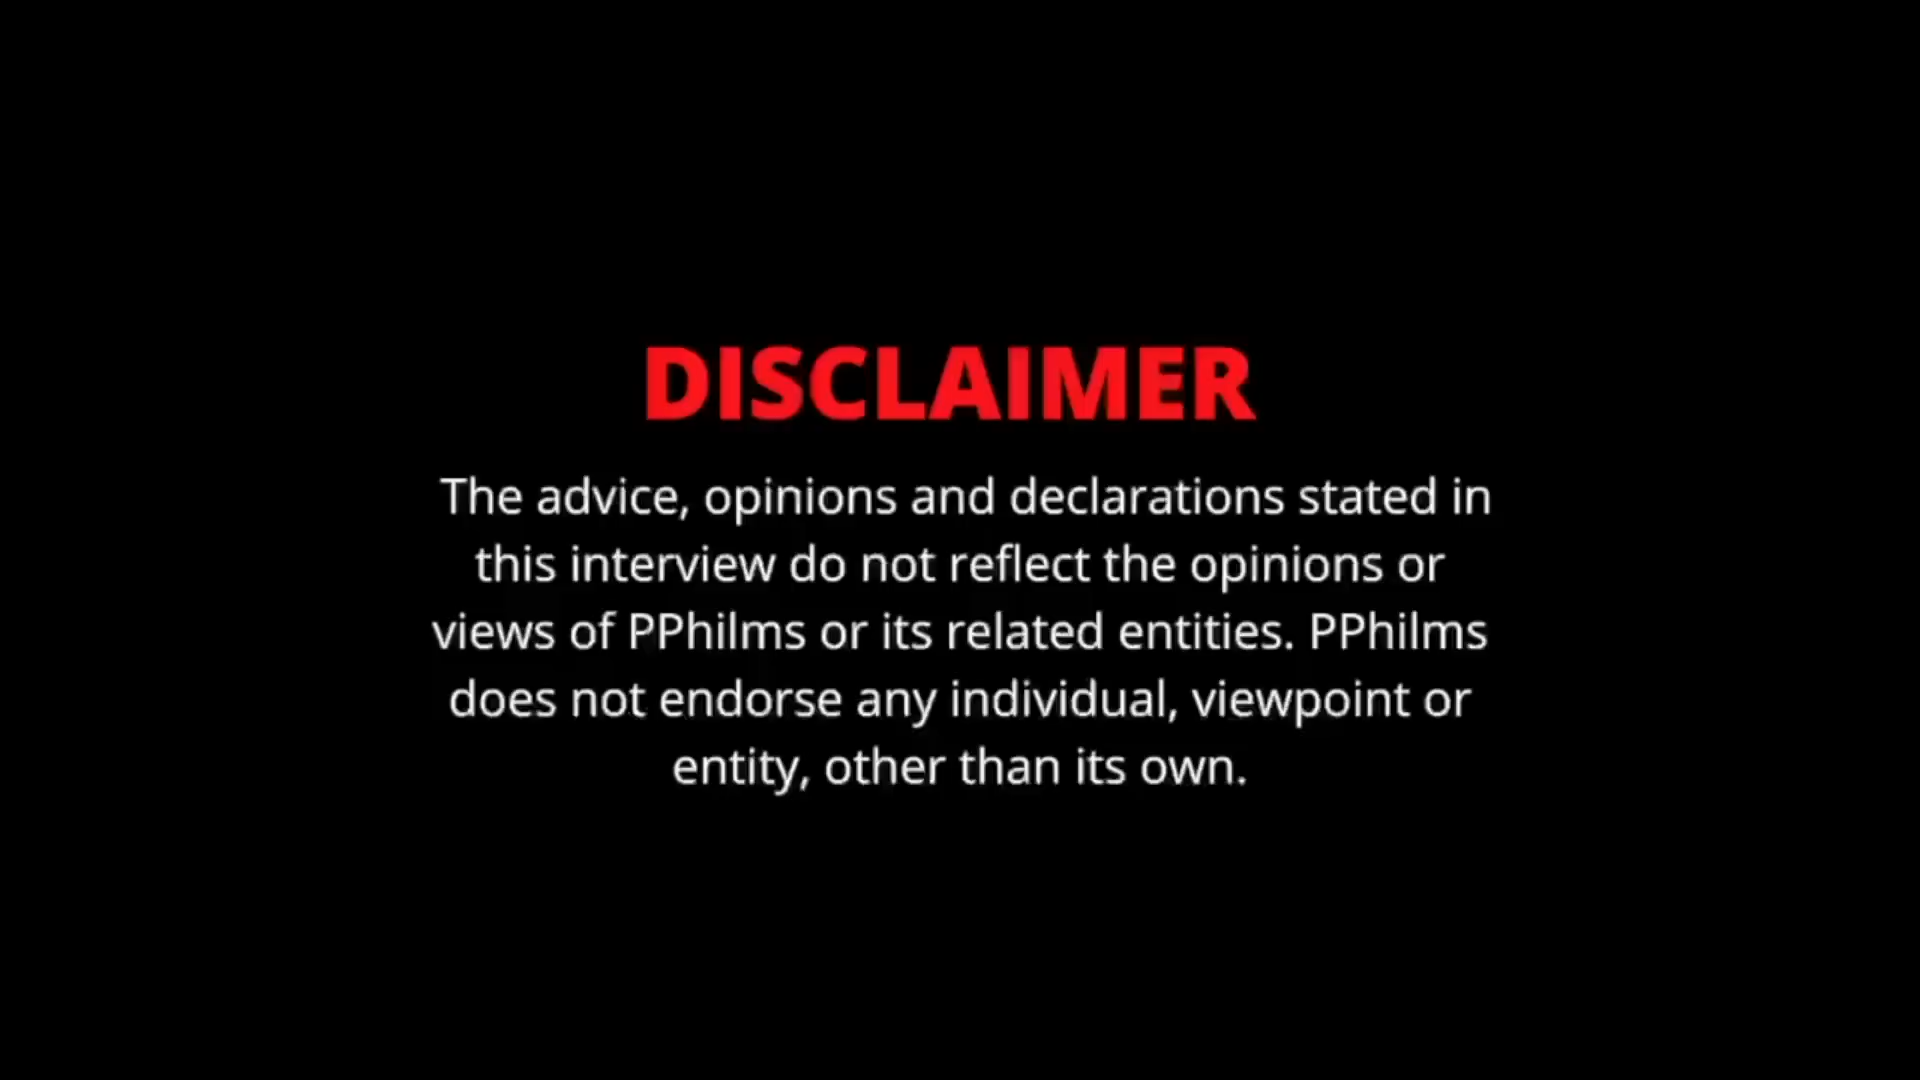 DISCLAIMER
The advice, opinions and declarations stated in
this interview do not reflect the opinions or
views of PPhilms or its related entities. PPhilms
does not endorse any individual, viewpoint or
entity, other than its own.